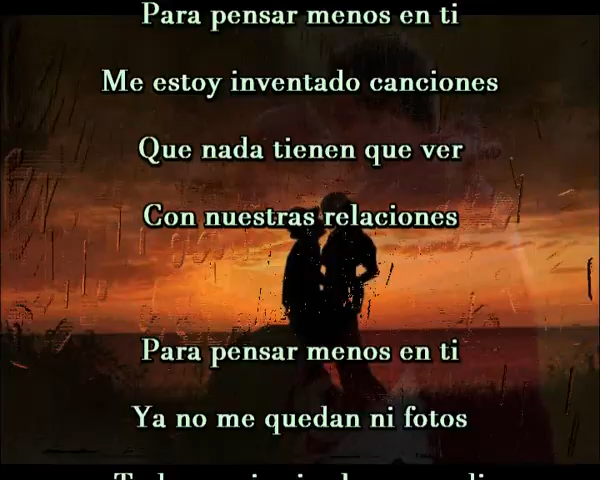 Para pensar menos en ti
Me estoy inventado canciones
Que nada tienen que ver
Con nuestras relaciones
Para pensar menos en ti
Ya no me quedan ni fotos